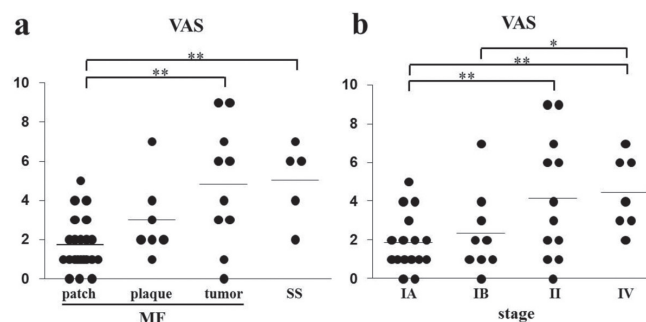 a
VAS
**
**
10
8
6
4
2
0
patch plaque tumor SS
MF
b
VAS
*
**
**
10
8
6
4
2
0
IA IB II IV
stage